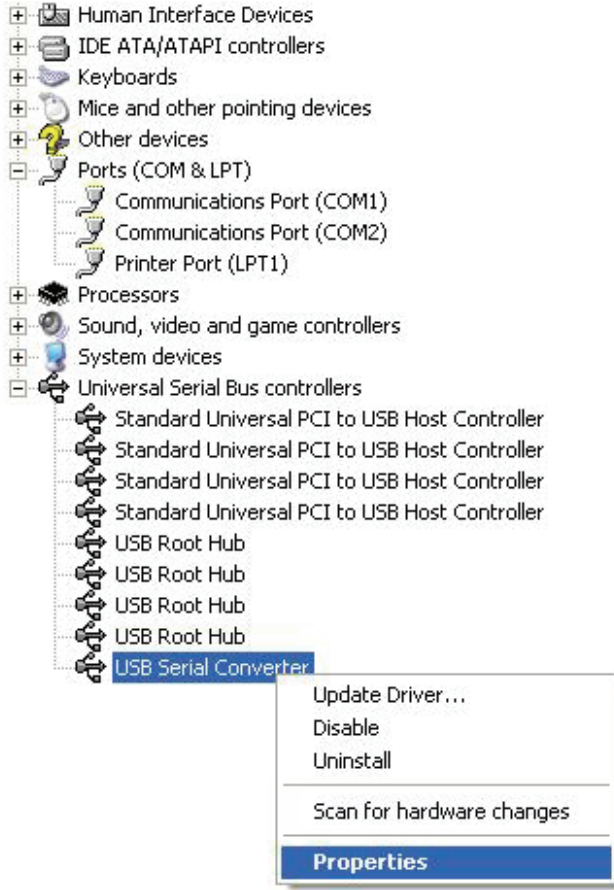 Human Interface Devices
IDE ATA/ATAPI controllers
Keyboards
Mice and other pointing devices
Other devices
Ports (COM & LPT)
Communications Port (COM1)
Communications Port (COM2)
Printer Port (LPT1)
Processors
Sound, video and game controllers
System devices
Universal Serial Bus controllers
Standard Universal PCI to USB Host Controller
Standard Universal PCI to USB Host Controller
Standard Universal PCI to USB Host Controller
Standard Universal PCI to USB Host Controller
USB Root Hub
USB Root Hub
USB Root Hub
USB Root Hub
USB Serial Converter
Update Driver...
Disable
Uninstall
Scan for hardware changes
Properties